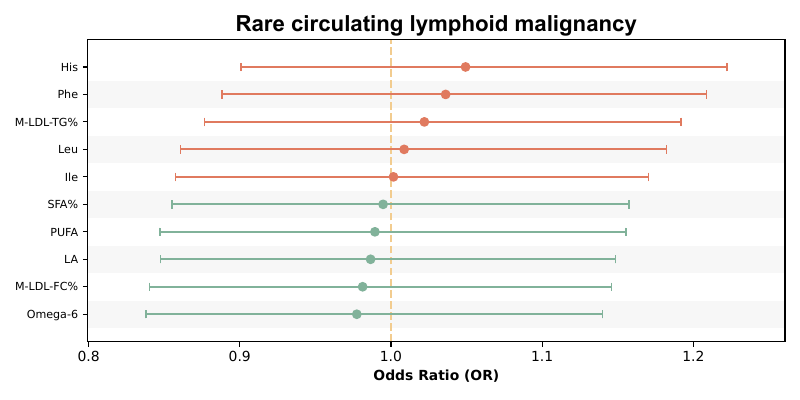 Rare circulating lymphoid malignancy
His
Phe
M-LDL-TG%
Leu
Ile
SFA%
PUFA
LA
M-LDL-FC%
Omega-6
0.8 0.9 1.0 1.1 1.2
Odds Ratio (OR)